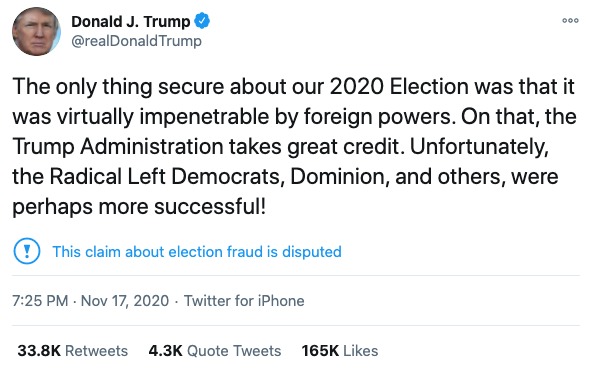 Donald J. Trump
@realDonaldTrump
The only thing secure about our 2020 Election was that it
was virtually impenetrable by foreign powers. On that, the
Trump Administration takes great credit. Unfortunately,
the Radical Left Democrats, Dominion, and others, were
perhaps more successful!
This claim about election fraud is disputed
7:25 PM · Nov 17, 2020 · Twitter for iPhone
33.8K Retweets 4.3K Quote Tweets 165K Likes